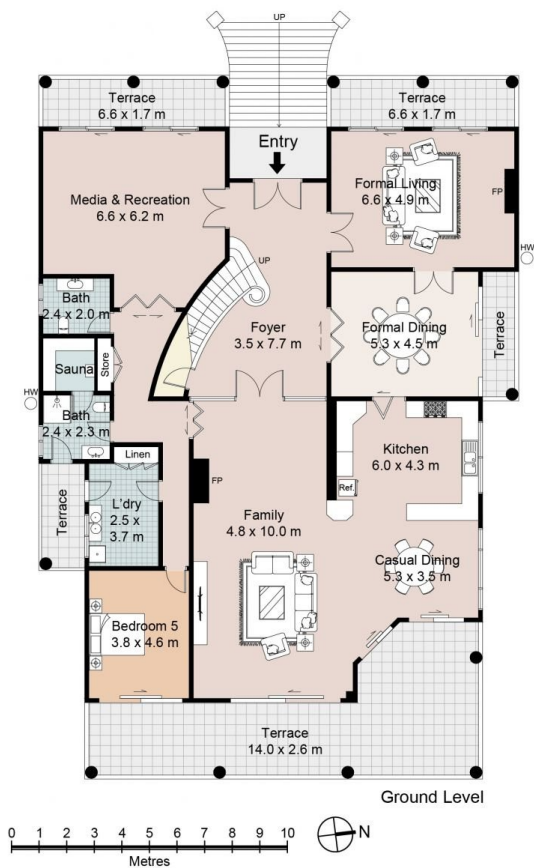 UP
Terrace
6.6 x 1.7 m
Terrace
6.6 x 1.7 m
Entry
Media & Recreation
6.6 x 6.2 m
Formal Living
6.6 x 4.9 m
FP
HW
UP
Bath
2.4 x 2.0 m
Foyer
3.5 x 7.7 m
Formal Dining
5.3 x 4.5 m
Terrace
Sauna
Store
HW
Bath
2.4 x 2.3 m
Kitchen
6.0 x 4.3 m
Linen
FP
Ref.
Terrace
L'dry
2.5 x
3.7 m
Family
4.8 x 10.0 m
Casual Dining
5.3 x 3.5 m
Bedroom 5
3.8 x 4.6 m
Terrace
14.0 x 2.6 m
Ground Level
0 1 2 3 4 5 6 7 8 9 10
Metres
N